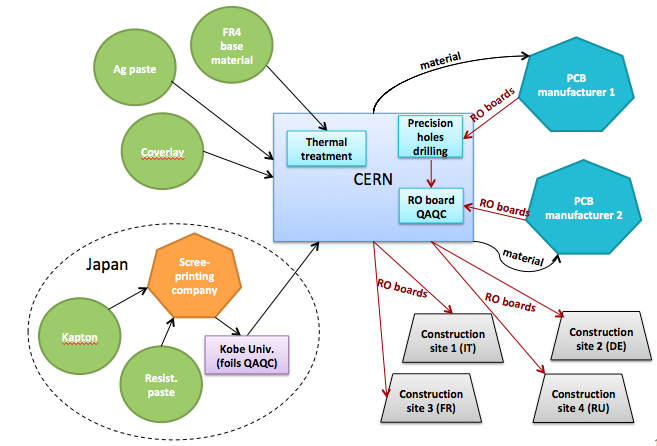 FR4
base
material
Ag paste
Coverlay
material
PCB
manufacturer 1
RO boards
Thermal
treatment
Precision
holes
drilling
CERN
RO board
QAQC
RO boards
PCB
manufacturer 2
material
Japan
Scree-
printing
company
Kapton
Resist.
paste
Kobe Univ.
(foils QAQC)
RO boards
RO boards
Construction
site 1 (IT)
Construction
site 2 (DE)
Construction
site 3 (FR)
Construction
site 4 (RU)